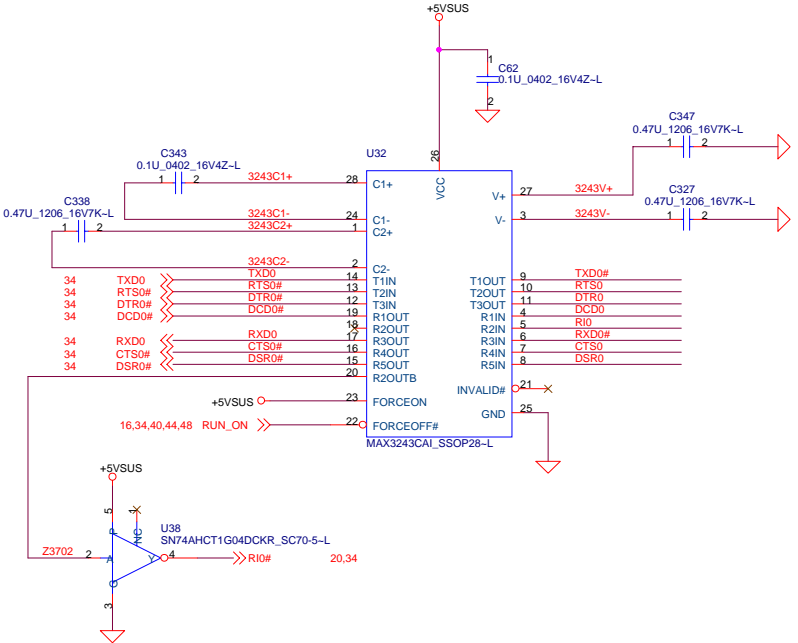 +5VSUS
1
C62
0.1U_0402_16V4Z~L
2
C347
0.47U_1206_16V7K~L
1 2
C343
0.1U_0402_16V4Z~L
1 2
3243C1+
28
C1+
U32
26
VCC
V+
27
3243V+
C338
0.47U_1206_16V7K~L
1 2
3243C1-
24
C1-
3243C2+
1
C2+
V-
3
3243V-
C327
0.47U_1206_16V7K~L
1 2
3243C2-
2
C2-
34 TXD0 TXD0 14 T1IN T1OUT 9 TXD0#
34 RTS0# RTS0# 13 T2IN T2OUT 10 RTS0
34 DTR0# DTR0# 12 T3IN T3OUT 11 DTR0
34 DCD0# DCD0# 19 R1OUT R1IN 4 DCD0
18 R2OUT R2IN 5 RI0
34 RXD0 RXD0 17 R3OUT R3IN 6 RXD0#
34 CTS0# CTS0# 16 R4OUT R4IN 7 CTS0
34 DSR0# DSR0# 15 R5OUT R5IN 8 DSR0
20 R2OUTB
INVALID# 21
+5VSUS 23 FORCEON
GND 25
16,34,40,44,48 RUN_ON 22 FORCEOFF#
MAX3243CAI_SSOP28~L
+5VSUS
5
P
1
NC
U38
SN74AHCT1G04DCKR_SC70-5~L
Z3702 2 A Y 4 RI0# 20,34
G
3